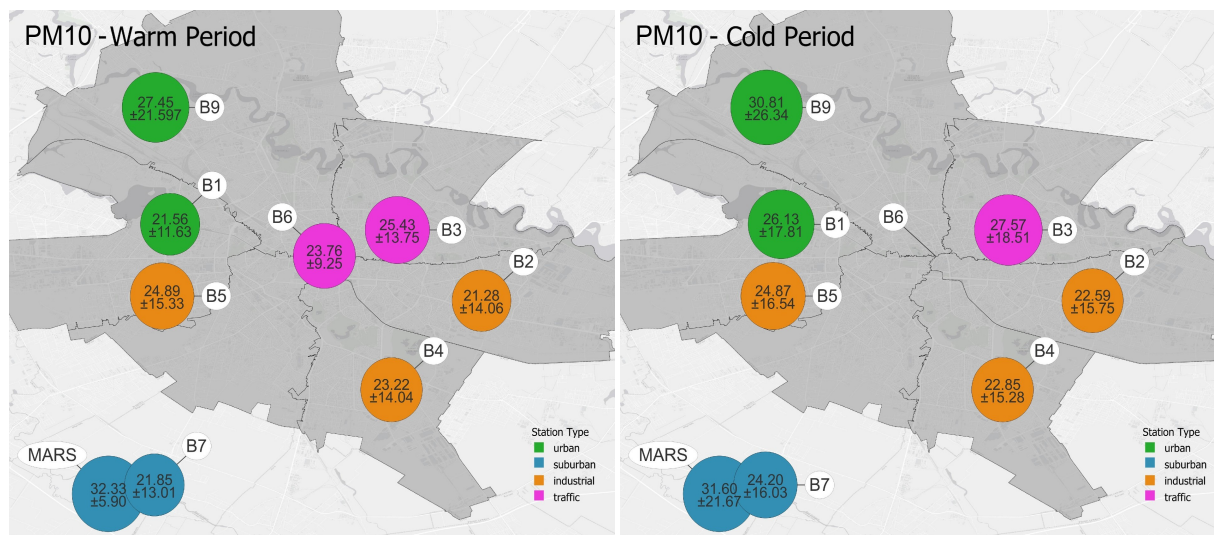 PM10 - Warm Period
27.45
±21.597
B9
B1
21.56
±11.63
B6
25.43
±13.75
B3
23.76
±9.25
B2
24.89
±15.33
B5
21.28
±14.06
B4
23.22
±14.04
MARS
B7
32.33
±5.90
21.85
±13.01
Station Type
urban
suburban
industrial
traffic
PM10 - Cold Period
30.81
±26.34
B9
26.13
±17.81
B1
B6
27.57
±18.51
B3
B2
24.87
±16.54
B5
22.59
±15.75
B4
22.85
±15.28
MARS
31.60
±21.67
24.20
±16.03
B7
Station Type
urban
suburban
industrial
traffic